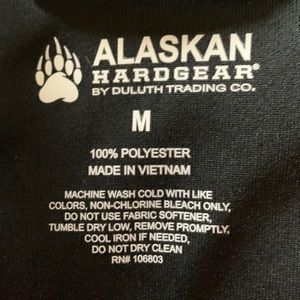 ALASKAN
HARDGEAR®
BY DULUTH TRADING CO.
M
100% POLYESTER
MADE IN VIETNAM
MACHINE WASH COLD WITH LIKE
COLORS, NON-CHLORINE BLEACH ONLY,
DO NOT USE FABRIC SOFTENER,
TUMBLE DRY LOW, REMOVE PROMPTLY,
COOL IRON IF NEEDED,
DO NOT DRY CLEAN
RN# 106803